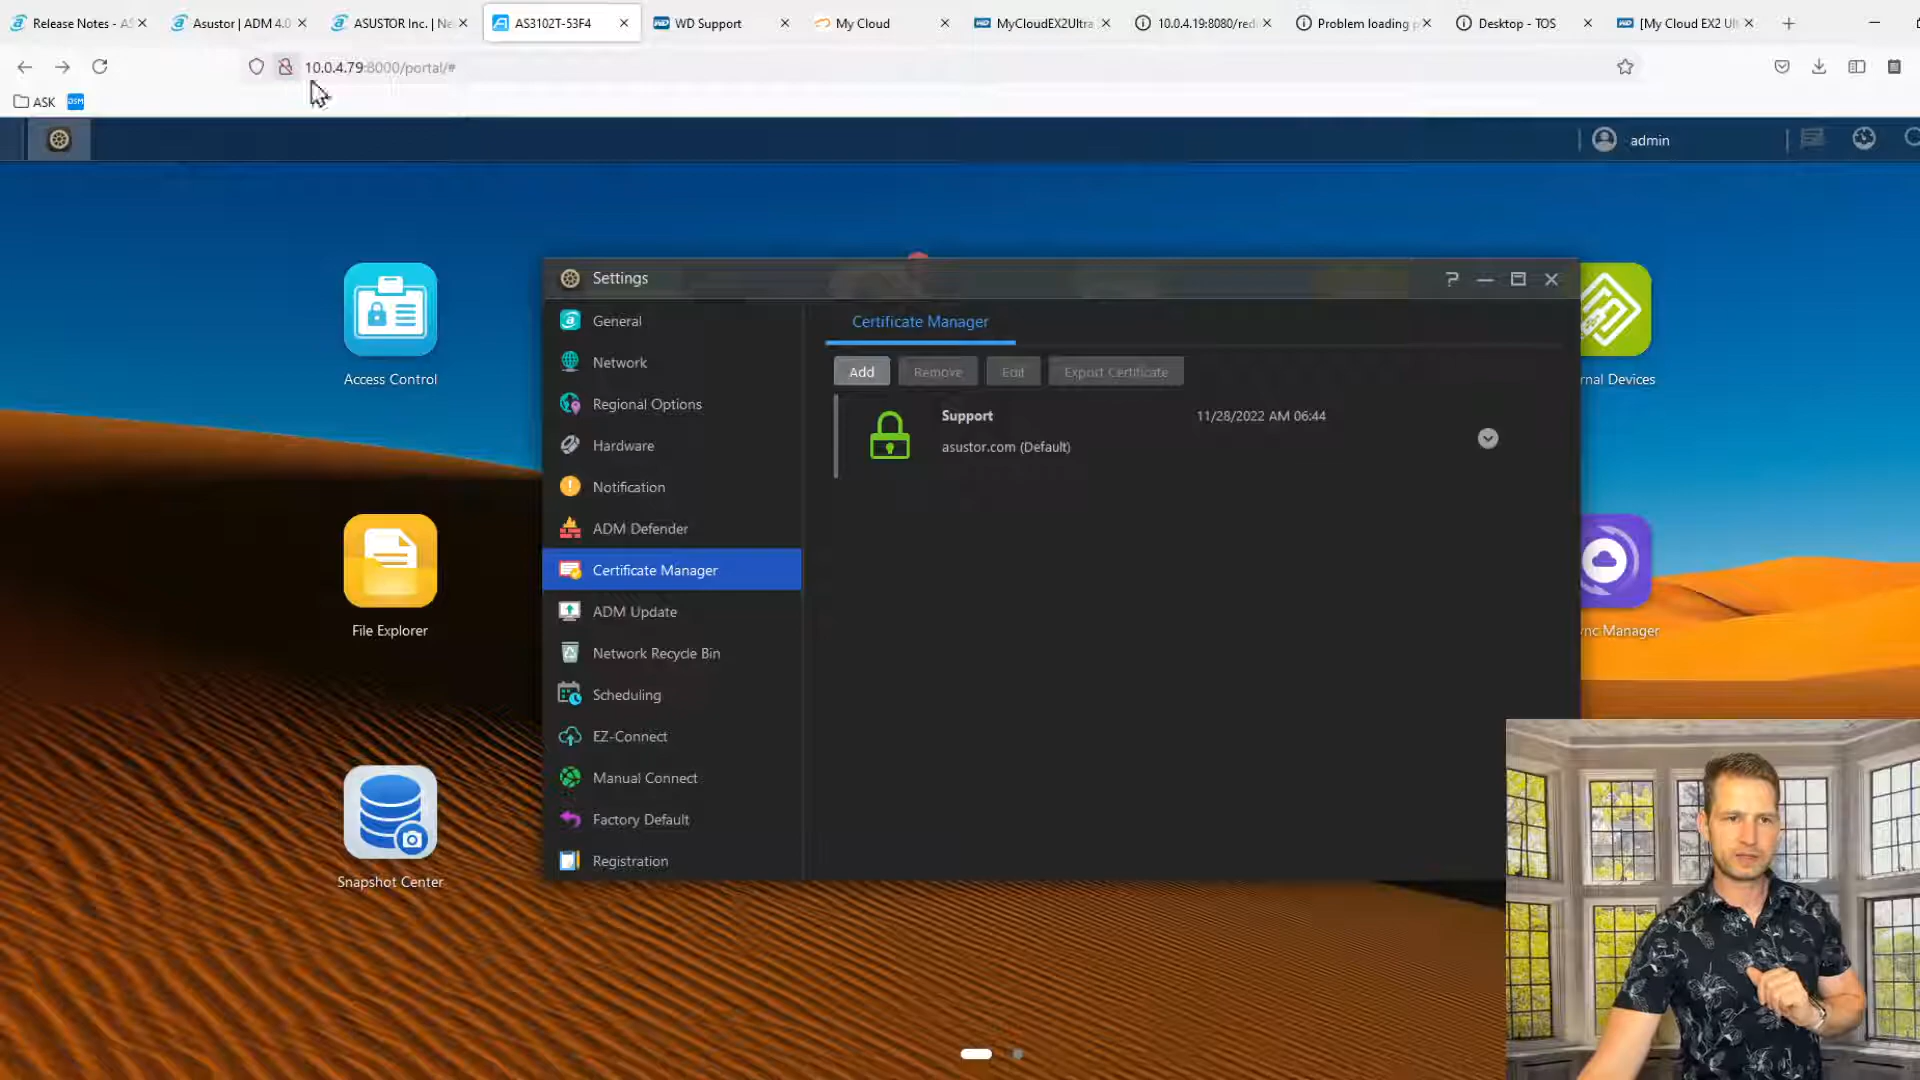 Release Notes - AS
Asustor | ADM 4.0
ASUSTOR Inc. | Ne
AS3102T-53F4
WD Support
My Cloud
MyCloudEX2Ultra
10.0.4.19:8080/red
Problem loading p
Desktop - TOS
[My Cloud EX2 Ul
10.0.4.79:8000/portal/#
ASK
DSM
admin
Access Control
File Explorer
Snapshot Center
Settings
General
Network
Regional Options
Hardware
Notification
ADM Defender
Certificate Manager
ADM Update
Network Recycle Bin
Scheduling
EZ-Connect
Manual Connect
Factory Default
Registration
Certificate Manager
Add Remove Edit Export Certificate
Support 11/28/2022 AM 06:44
asustor.com (Default)
rnal Devices
nc Manager